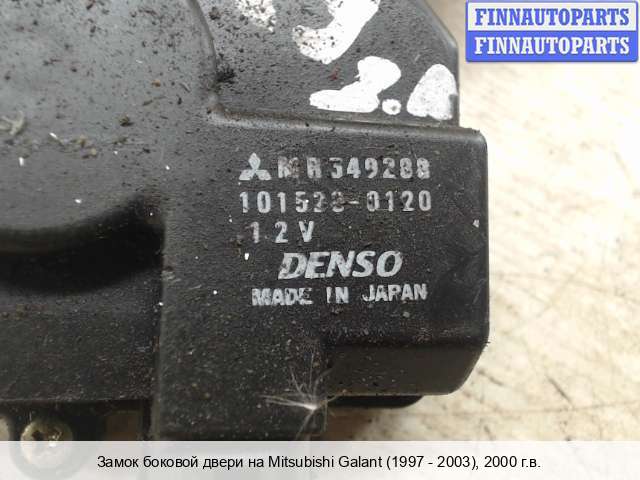 FINNAUTOPARTS
FINNAUTOPARTS
MR349288
101528-0120
12V
DENSO
MADE IN JAPAN
Замок боковой двери на Mitsubishi Galant (1997 - 2003), 2000 г.в.